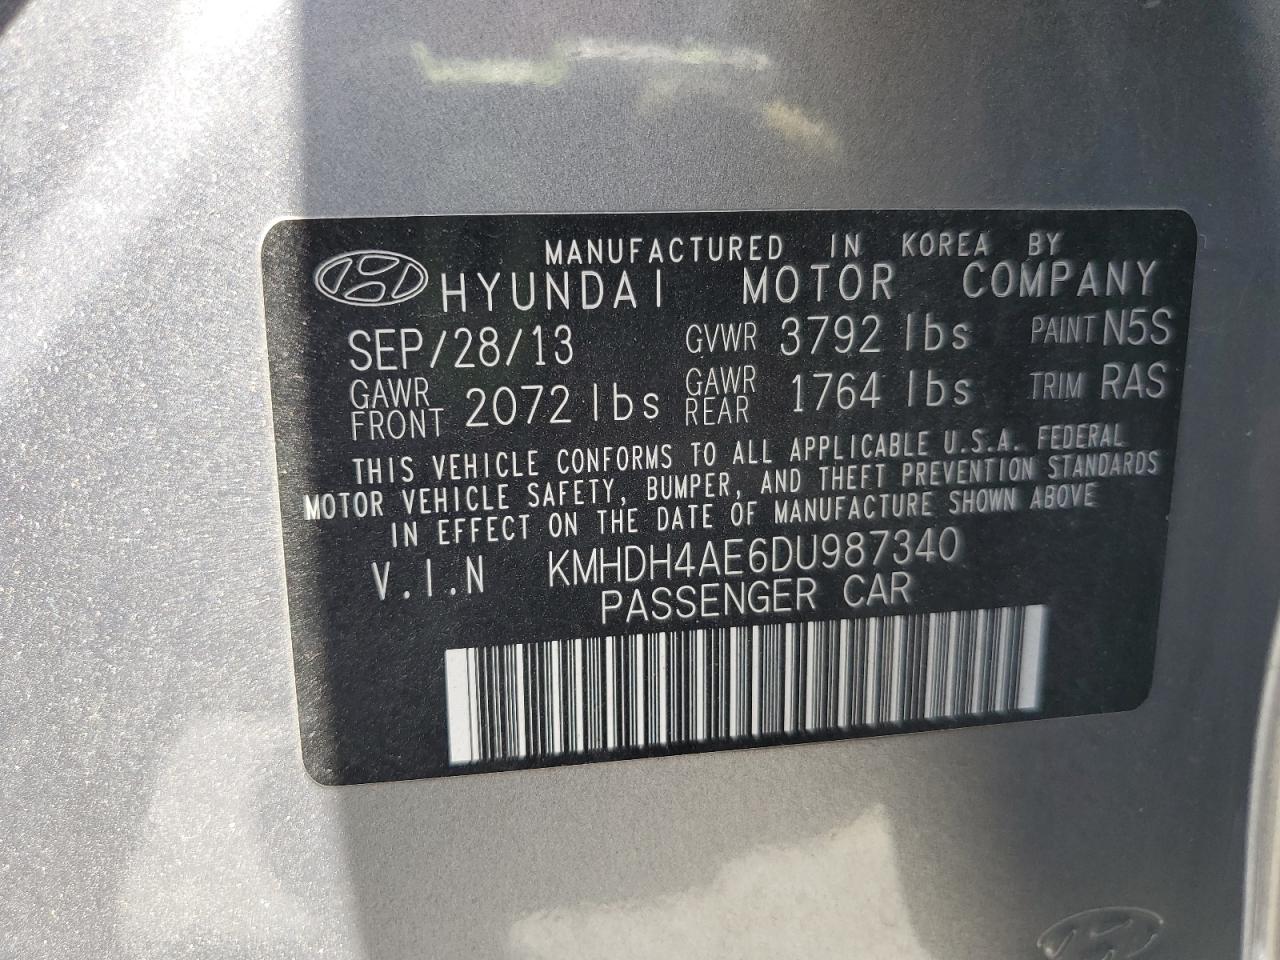 MANUFACTURED IN KOREA BY
HYUNDAI MOTOR COMPANY
SEP/28/13 GVWR 3792 lbs PAINT N5S
GAWR FRONT 2072 lbs GAWR REAR 1764 lbs TRIM RAS
THIS VEHICLE CONFORMS TO ALL APPLICABLE U.S.A. FEDERAL
MOTOR VEHICLE SAFETY, BUMPER, AND THEFT PREVENTION STANDARDS
IN EFFECT ON THE DATE OF MANUFACTURE SHOWN ABOVE
V.I.N KMHDH4AE6DU987340
PASSENGER CAR